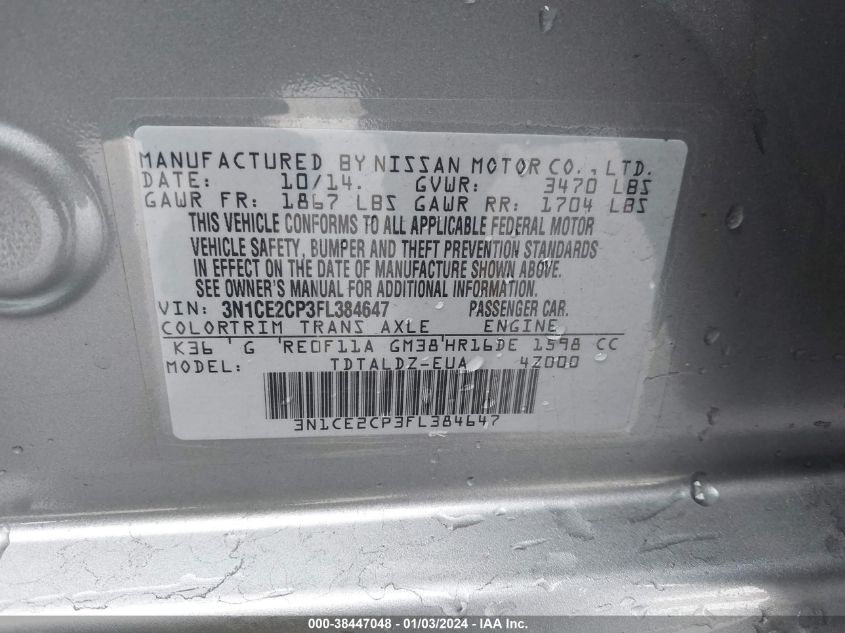 MANUFACTURED BY NISSAN MOTOR CO., LTD.
DATE: 10/14. GVWR: 3470 LBS
GAWR FR: 1867 LBS GAWR RR: 1704 LBS
THIS VEHICLE CONFORMS TO ALL APPLICABLE FEDERAL MOTOR
VEHICLE SAFETY, BUMPER AND THEFT PREVENTION STANDARDS
IN EFFECT ON THE DATE OF MANUFACTURE SHOWN ABOVE.
SEE OWNER'S MANUAL FOR ADDITIONAL INFORMATION.
VIN: 3N1CE2CP3FL384647 PASSENGER CAR.
COLORTRIM TRANS AXLE ENGINE
K36 ' G 'RE0F11A GM38'HR16DE 1598 CC
MODEL: TDTALDZ-EUA 4Z000
3N1CE2CP3FL384647
000-38447048 - 01/03/2024 - IAA Inc.